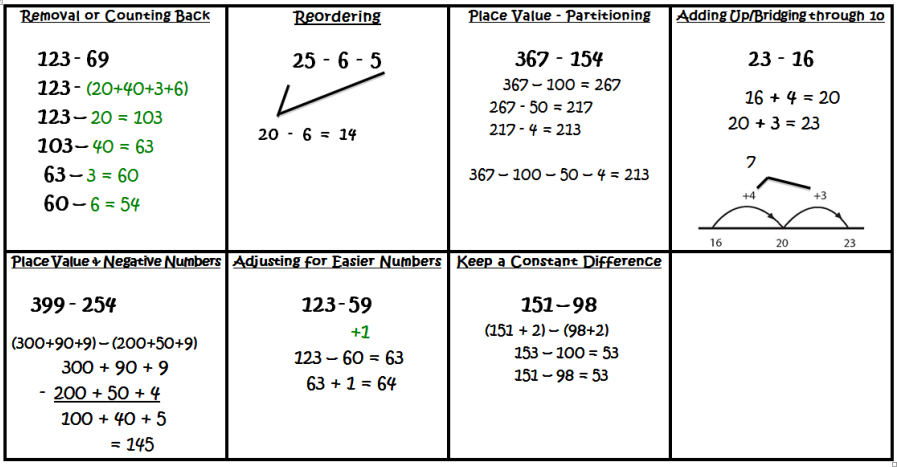 Removal or Counting Back
123 - 69
123 - (20+40+3+6)
123 – 20 = 103
103 – 40 = 63
63 – 3 = 60
60 – 6 = 54
Reordering
25 - 6 - 5
20 - 6 = 14
Place Value - Partitioning
367 - 154
367 – 100 = 267
267 - 50 = 217
217 - 4 = 213
367 – 100 – 50 – 4 = 213
Adding Up/Bridging through 10
23 - 16
16 + 4 = 20
20 + 3 = 23
7
+4 +3
16 20 23
Place Value & Negative Numbers
399 - 254
(300+90+9) – (200+50+9)
300 + 90 + 9
- 200 + 50 + 4
100 + 40 + 5
= 145
Adjusting for Easier Numbers
123-59
+1
123 – 60 = 63
63 + 1 = 64
Keep a Constant Difference
151–98
(151 + 2) – (98+2)
153 – 100 = 53
151 – 98 = 53